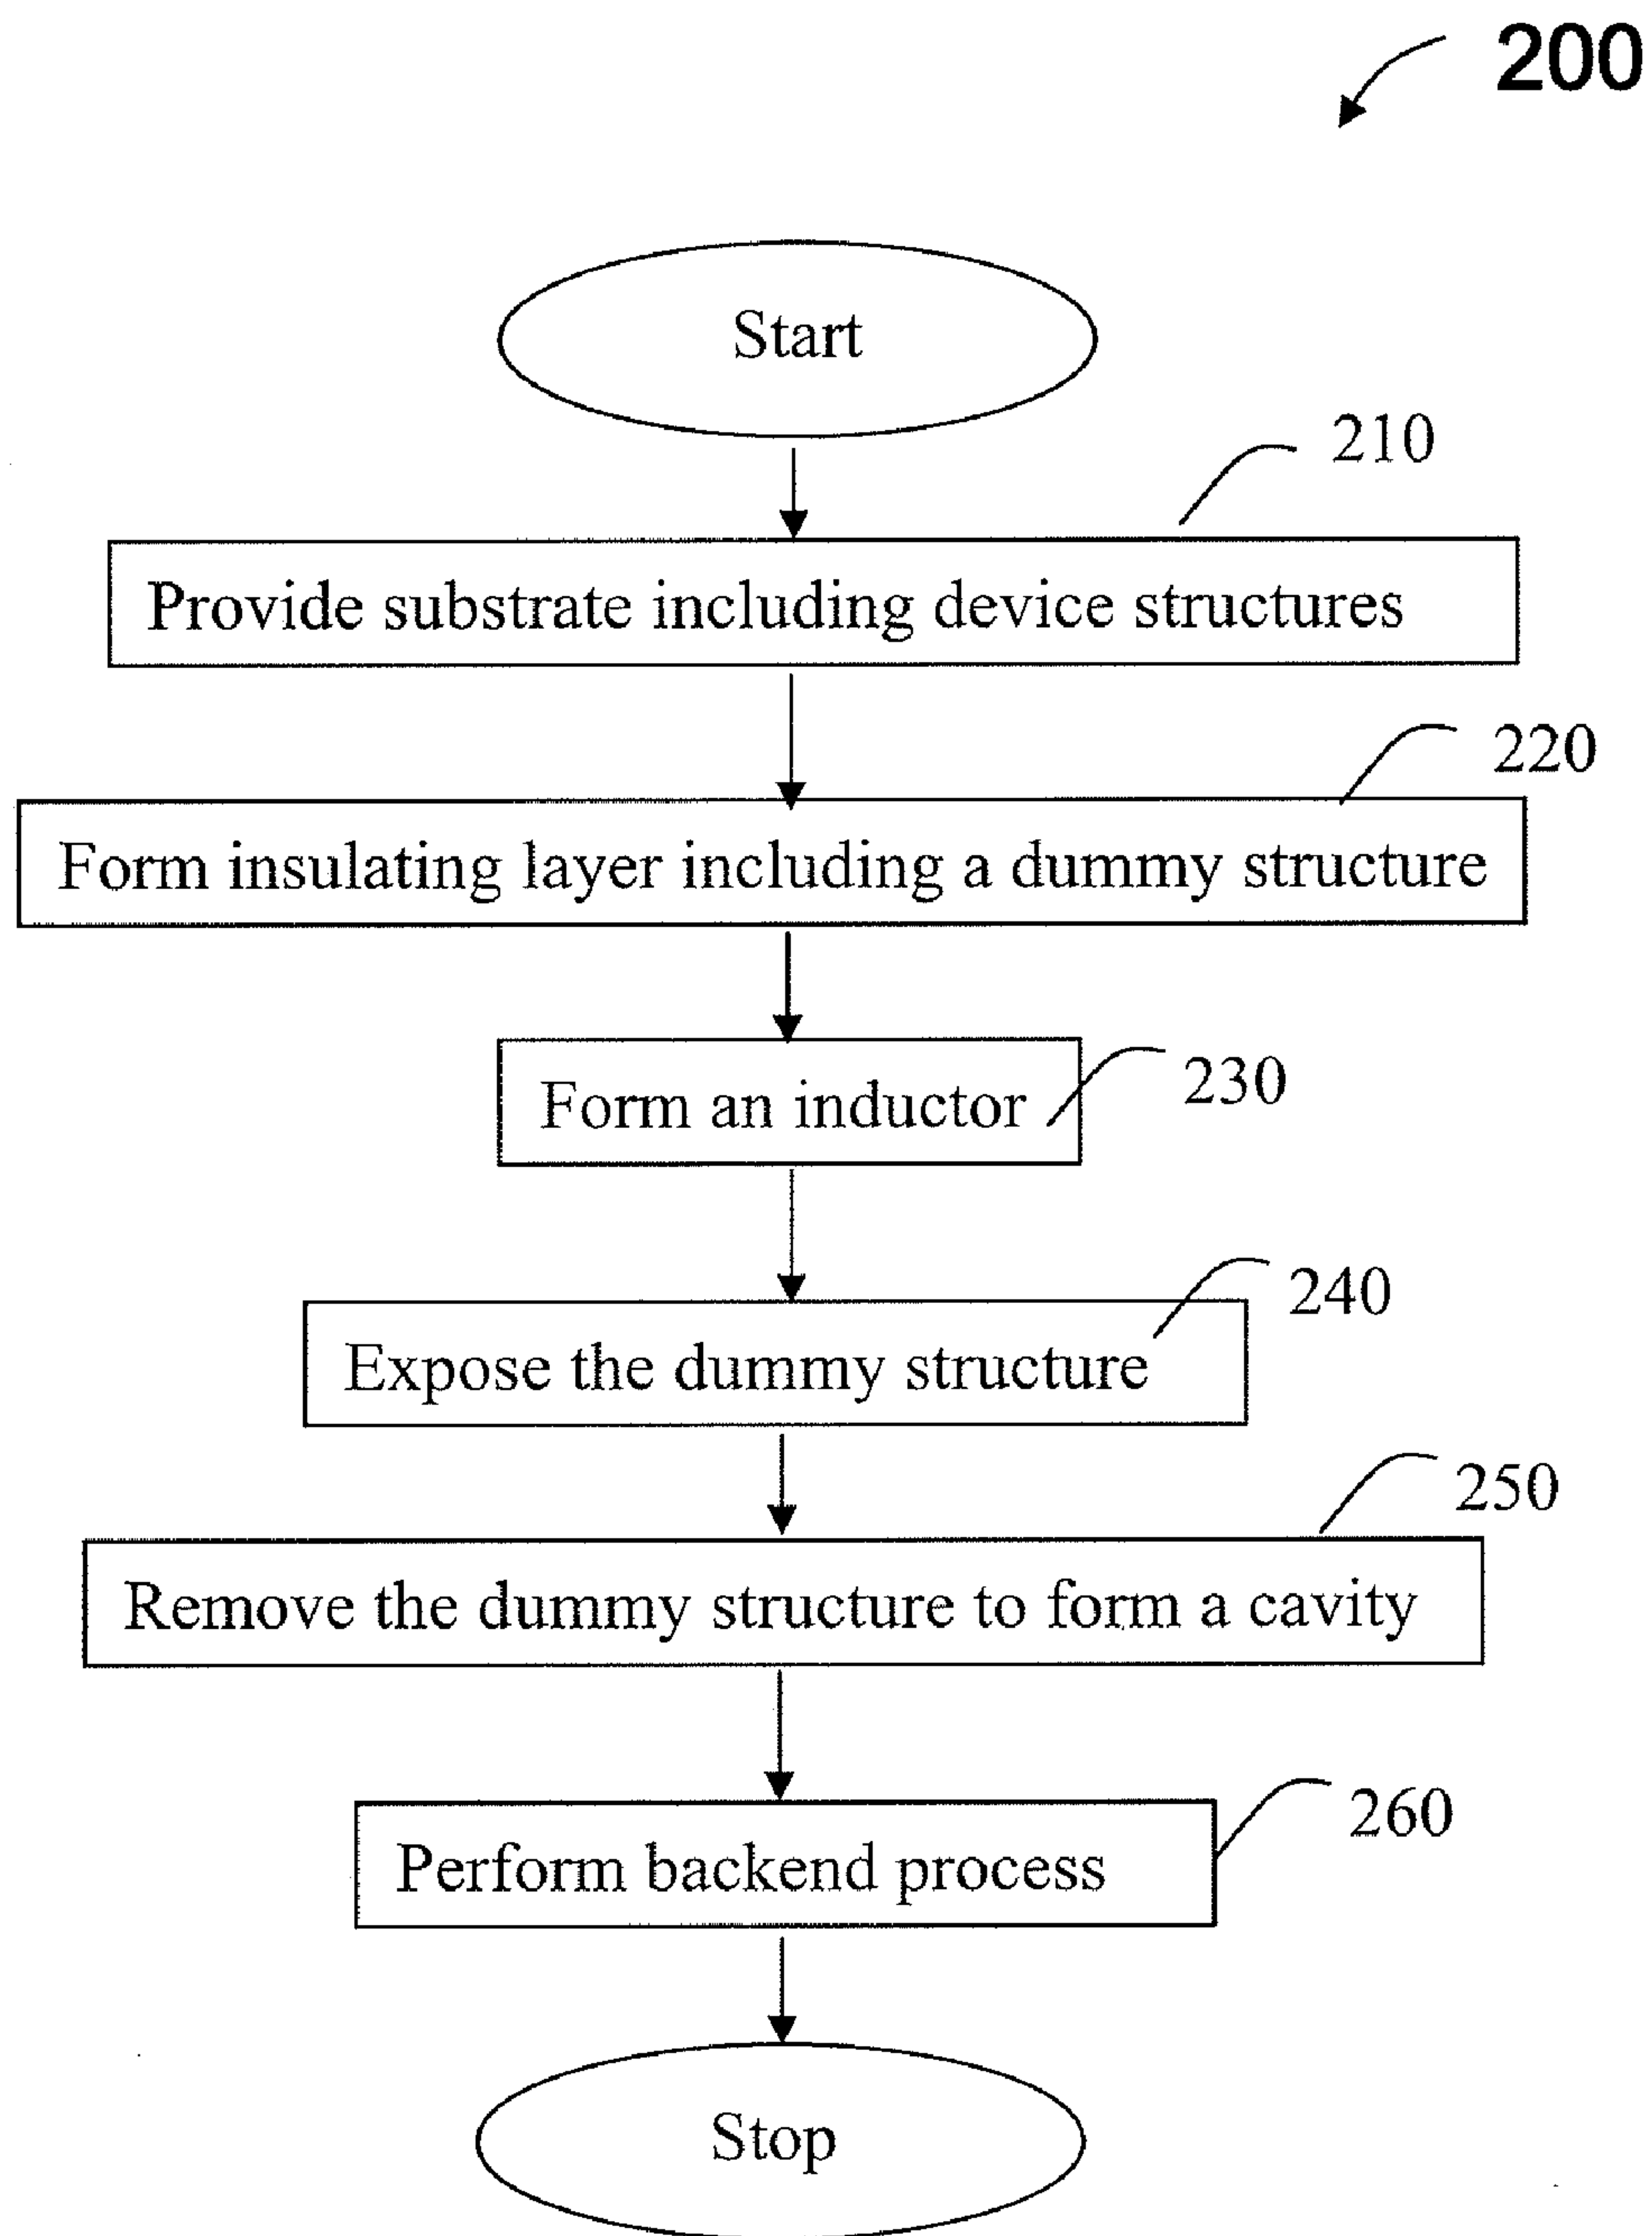 200
Start
210
Provide substrate including device structures
220
Form insulating layer including a dummy structure
230
Form an inductor
240
Expose the dummy structure
250
Remove the dummy structure to form a cavity
260
Perform backend process
Stop